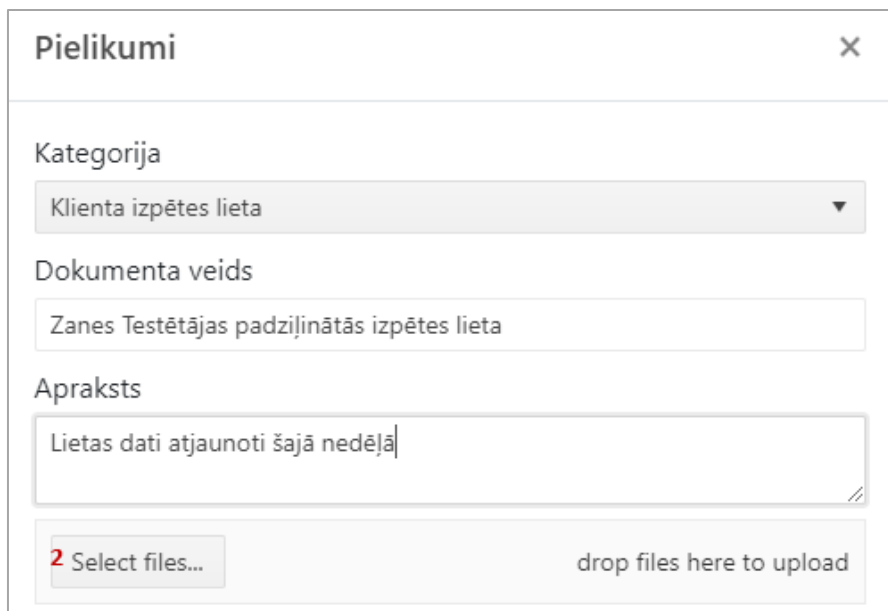 Pielikumi
Kategorija
Klienta izpētes lieta
Dokumenta veids
Zanes Testētājas padziļinātās izpētes lieta
Apraksts
Lietas dati atjaunoti šajā nedēļā
2 Select files... drop files here to upload